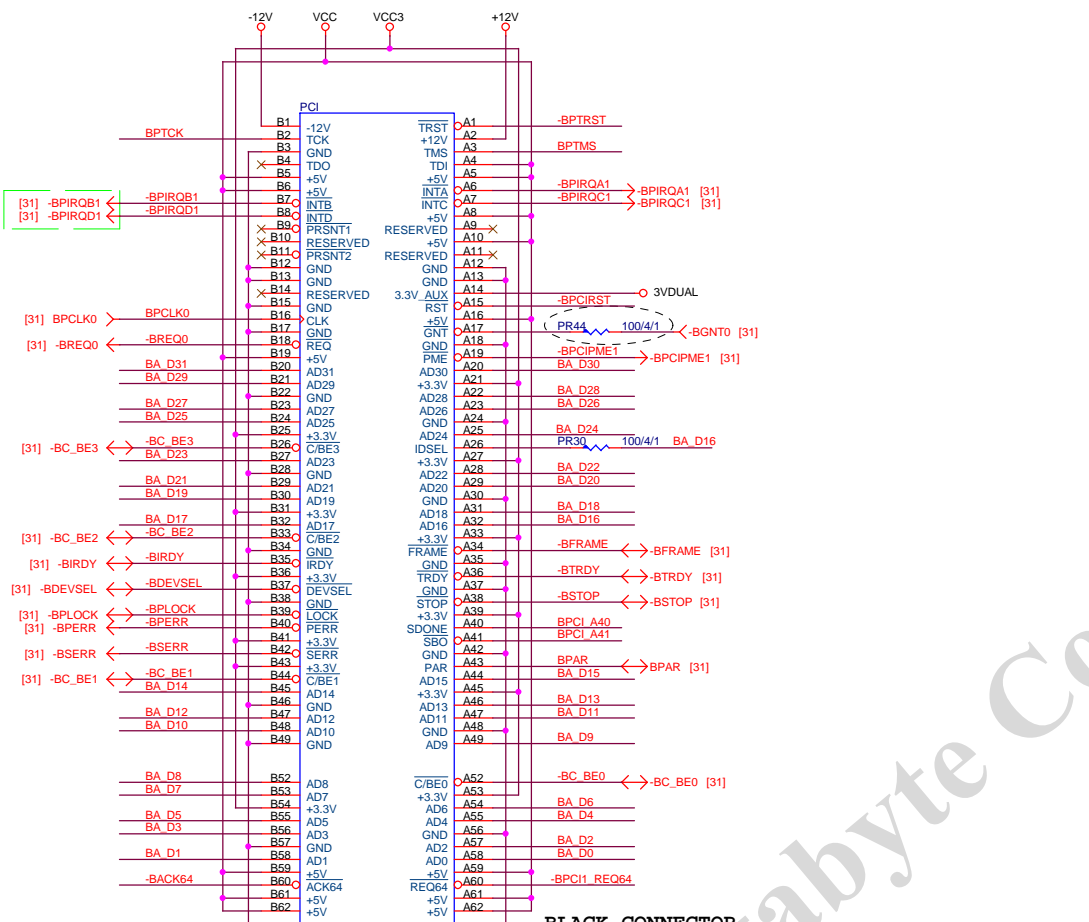 -12V VCC VCC3 +12V
PCI
B1 -12V TRST A1 -BPTRST
BPTCK B2 TCK +12V A2
B3 GND TMS A3 BPTMS
B4 TDO TDI A4
B5 +5V +5V A5
[31] -BPIRQB1 -BPIRQB1 B6 +5V INTA A6 -BPIRQA1 -BPIRQA1 [31]
[31] -BPIRQD1 -BPIRQD1 B7 INTB INTC A7 -BPIRQC1 -BPIRQC1 [31]
B8 INTD +5V A8
B9 PRSNT1 RESERVED A9
B10 RESERVED +5V A10
B11 PRSNT2 RESERVED A11
B12 GND GND A12
B13 GND GND A13
B14 RESERVED 3.3V_AUX A14 3VDUAL
B15 GND RST A15 -BPCIRST
[31] BPCLK0 BPCLK0 B16 CLK +5V A16
B17 GND GNT A17 PR44 100/4/1 -BGNT0 [31]
[31] -BREQ0 -BREQ0 B18 REQ GND A18
B19 +5V PME A19 -BPCIPME1 -BPCIPME1 [31]
BA_D31 B20 AD31 AD30 A20 BA_D30
BA_D29 B21 AD29 +3.3V A21
B22 GND AD28 A22 BA_D28
BA_D27 B23 AD27 AD26 A23 BA_D26
BA_D25 B24 AD25 GND A24
B25 +3.3V AD24 A25 BA_D24
[31] -BC_BE3 -BC_BE3 B26 C/BE3 IDSEL A26 PR30 100/4/1 BA_D16
BA_D23 B27 AD23 +3.3V A27
B28 GND AD22 A28 BA_D22
BA_D21 B29 AD21 AD20 A29 BA_D20
BA_D19 B30 AD19 GND A30
B31 +3.3V AD18 A31 BA_D18
BA_D17 B32 AD17 AD16 A32 BA_D16
[31] -BC_BE2 -BC_BE2 B33 C/BE2 +3.3V A33
B34 GND FRAME A34 -BFRAME -BFRAME [31]
[31] -BIRDY -BIRDY B35 IRDY GND A35
B36 +3.3V TRDY A36 -BTRDY -BTRDY [31]
[31] -BDEVSEL -BDEVSEL B37 DEVSEL GND A37
B38 GND STOP A38 -BSTOP -BSTOP [31]
[31] -BPLOCK -BPLOCK B39 LOCK +3.3V A39
[31] -BPERR -BPERR B40 PERR SDONE A40 BPCI_A40
B41 +3.3V SBO A41 BPCI_A41
[31] -BSERR -BSERR B42 SERR GND A42
B43 +3.3V PAR A43 BPAR BPAR [31]
[31] -BC_BE1 -BC_BE1 B44 C/BE1 AD15 A44 BA_D15
BA_D14 B45 AD14 +3.3V A45
B46 GND AD13 A46 BA_D13
BA_D12 B47 AD12 AD11 A47 BA_D11
BA_D10 B48 AD10 GND A48
B49 GND AD9 A49 BA_D9
BA_D8 B52 AD8 C/BE0 A52 -BC_BE0 -BC_BE0 [31]
BA_D7 B53 AD7 +3.3V A53
B54 +3.3V AD6 A54 BA_D6
BA_D5 B55 AD5 AD4 A55 BA_D4
BA_D3 B56 AD3 GND A56
B57 GND AD2 A57 BA_D2
BA_D1 B58 AD1 AD0 A58 BA_D0
B59 +5V +5V A59
-BACK64 B60 ACK64 REQ64 A60 -BPCI1_REQ64
B61 +5V +5V A61
B62 +5V +5V A62
BLACK CONNECTOR